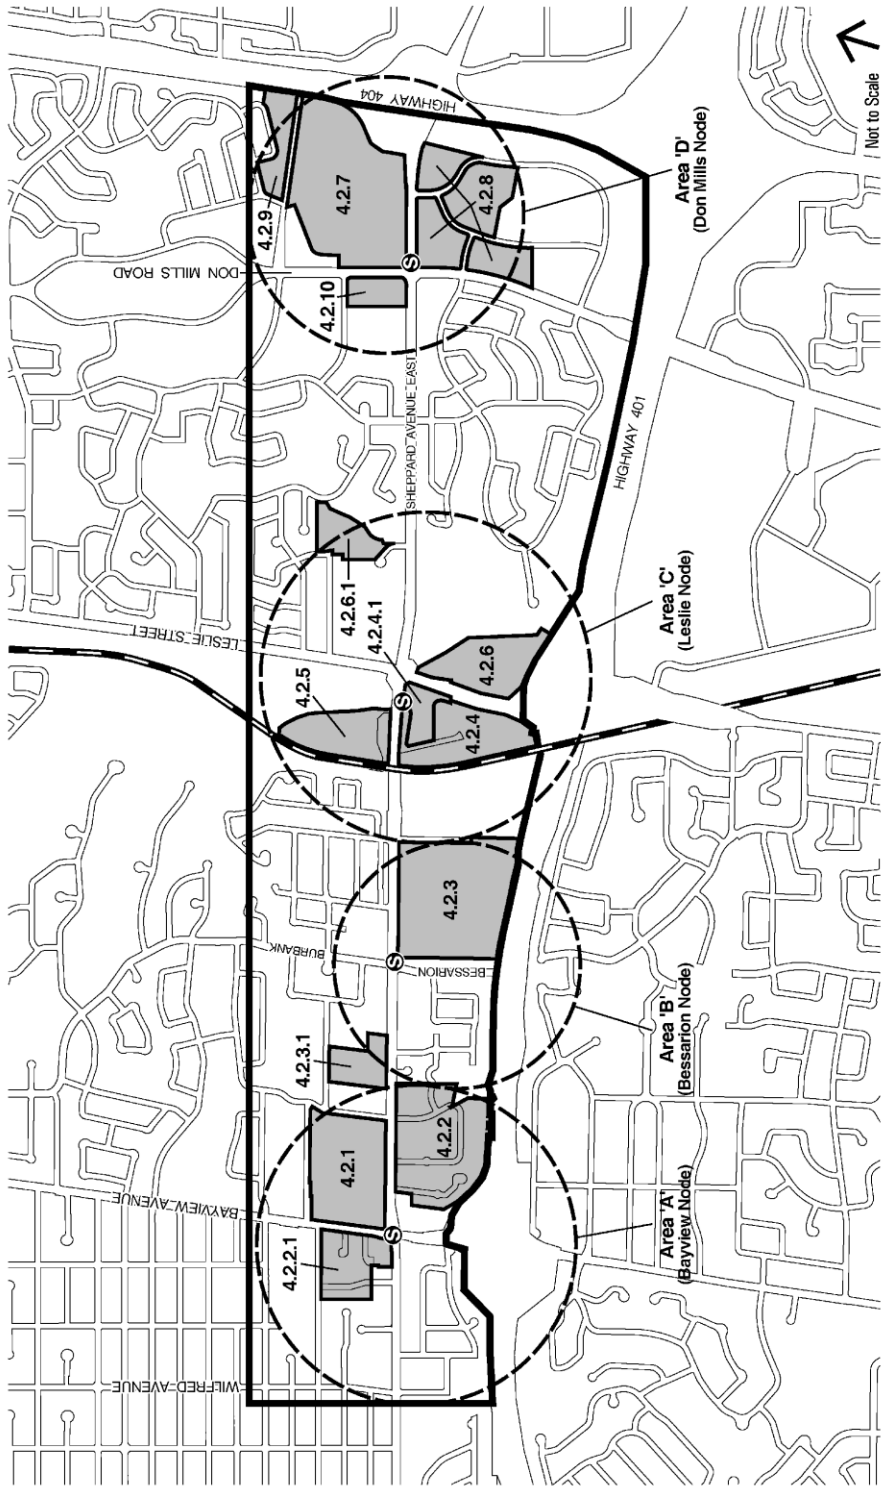 Not to Scale
HIGHWAY 404
4.2.9
4.2.7
4.2.8
Area 'D'
(Don Mills Node)
DON MILLS ROAD
S
4.2.10
SHEPPARD AVENUE EAST
HIGHWAY 401
4.2.6.1
LESLIE STREET
4.2.4.1
4.2.6
Area 'C'
(Leslie Node)
4.2.5
S
4.2.4
4.2.3
BURBANK
S
BESSARION
Area 'B'
(Bessarion Node)
4.2.3.1
4.2.1
4.2.2
BAYVIEW AVENUE
S
4.2.2.1
Area 'A'
(Bayview Node)
WILFRED AVENUE